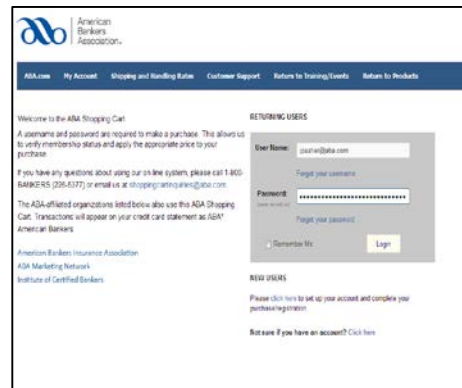 American
Bankers
Association
ABA.com My Account Shipping and Handling Rates Customer Support Return to Training/Events Return to Products
Welcome to the ABA Shopping Cart
A username and password are required to make a purchase. This allows us
to verify membership status and apply the appropriate price to your
purchase.
If you have any questions about using our on-line system, please call 1-800-
BANKERS (226-5377) or email us at shoppingcartinquiries@aba.com.
The ABA-affiliated organizations listed below also use this ABA Shopping
Cart. Transactions will appear on your credit card statement as ABA*
American Bankers
American Bankers Insurance Association
ABA Marketing Network
Institute of Certified Bankers
RETURNING USERS
User Name: @aba.com
Forgot your username
Password:
Forgot your password
Remember Me Login
NEW USERS
Please click here to set up your account and complete your
purchase/registration.
Not sure if you have an account? Click here